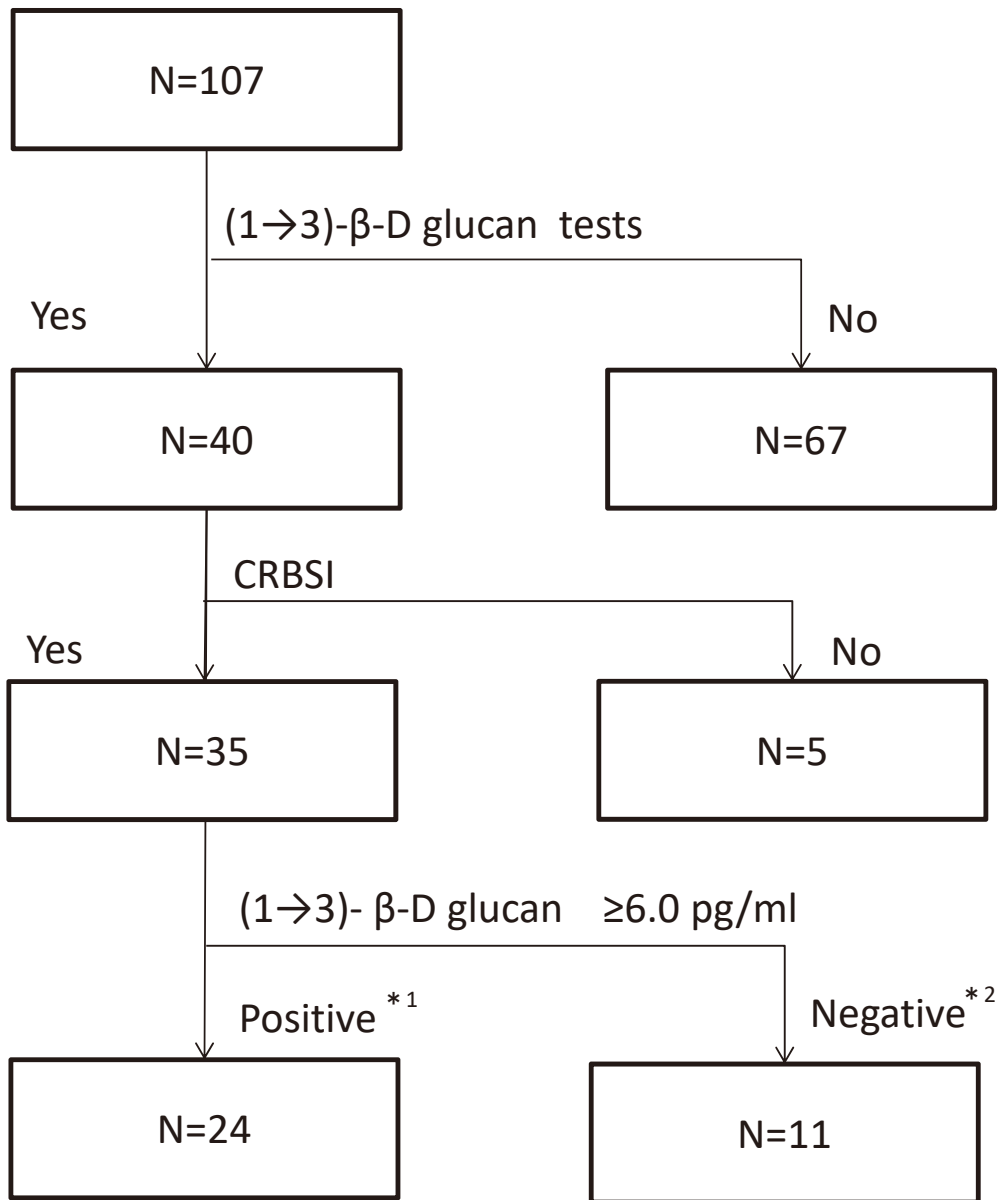 N=107
(1→3)-β-D glucan tests
Yes
No
N=40
N=67
CRBSI
Yes
No
N=35
N=5
(1→3)- β-D glucan ≥6.0 pg/ml
Positive *1
Negative*2
N=24
N=11